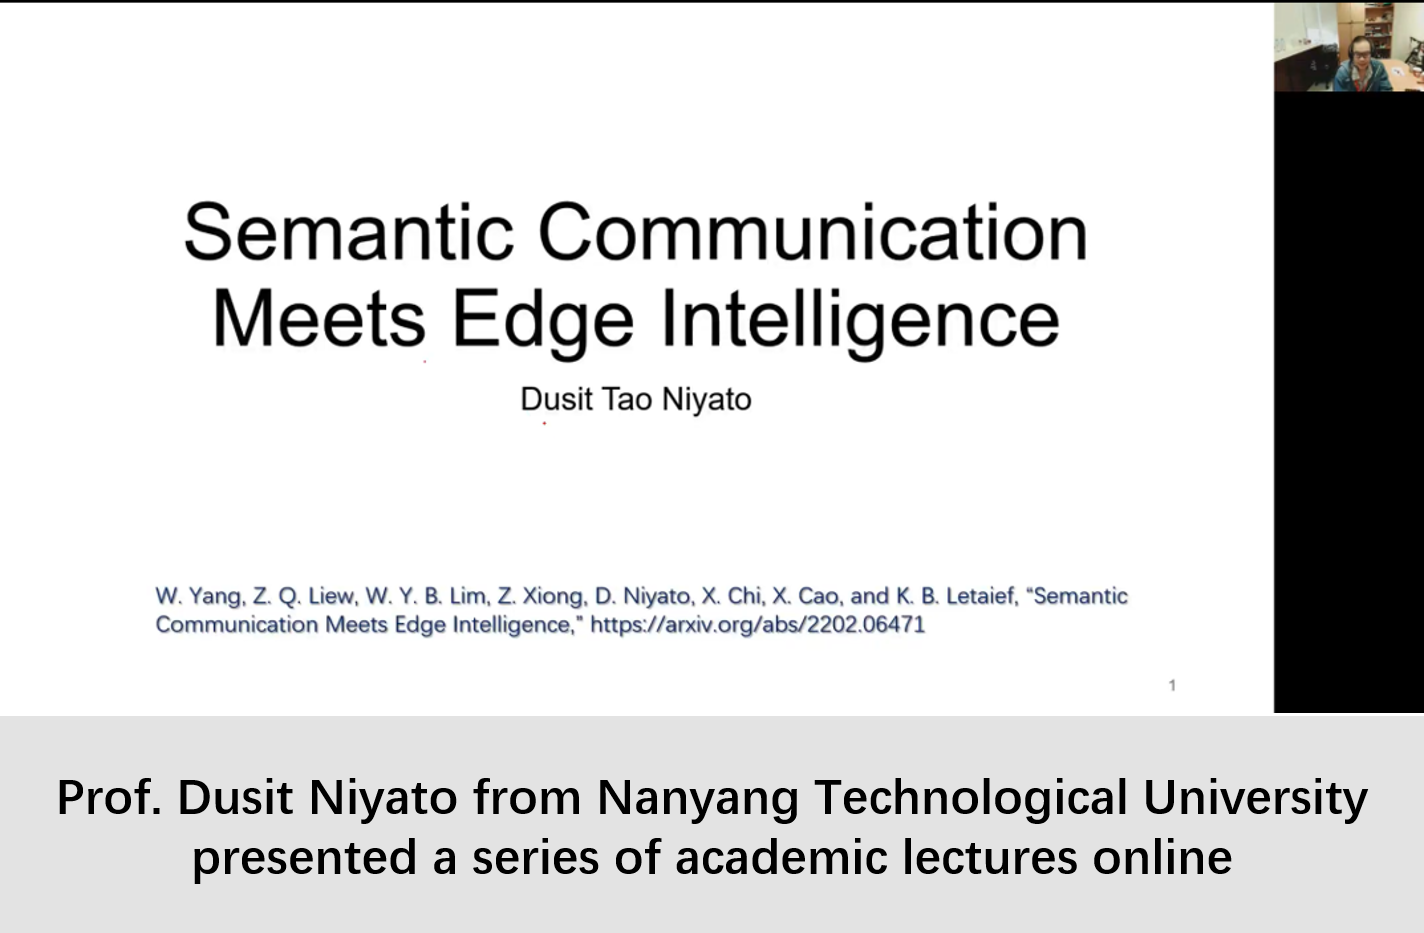 Semantic Communication
Meets Edge Intelligence
Dusit Tao Niyato
W. Yang, Z. Q. Liew, W. Y. B. Lim, Z. Xiong, D. Niyato, X. Chi, X. Cao, and K. B. Letaief, “Semantic
Communication Meets Edge Intelligence,” https://arxiv.org/abs/2202.06471
1
Prof. Dusit Niyato from Nanyang Technological University
presented a series of academic lectures online